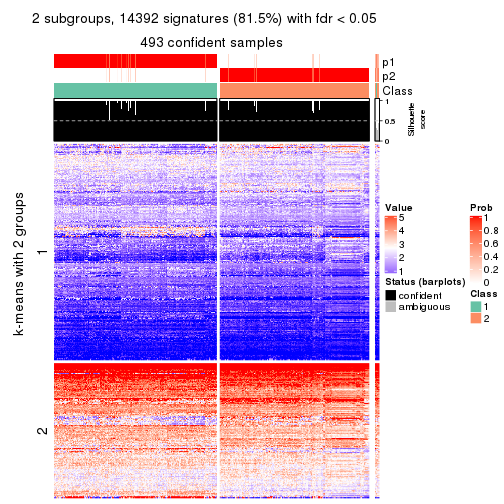 2 subgroups, 14392 signatures (81.5%) with fdr < 0.05
493 confident samples
p1
p2
Class
1
0.5
0
Silhouette
score
k-means with 2 groups
1
2
Value
5
4
3
2
1
Status (barplots)
confident
ambiguous
Prob
1
0.8
0.6
0.4
0.2
0
Class
1
2